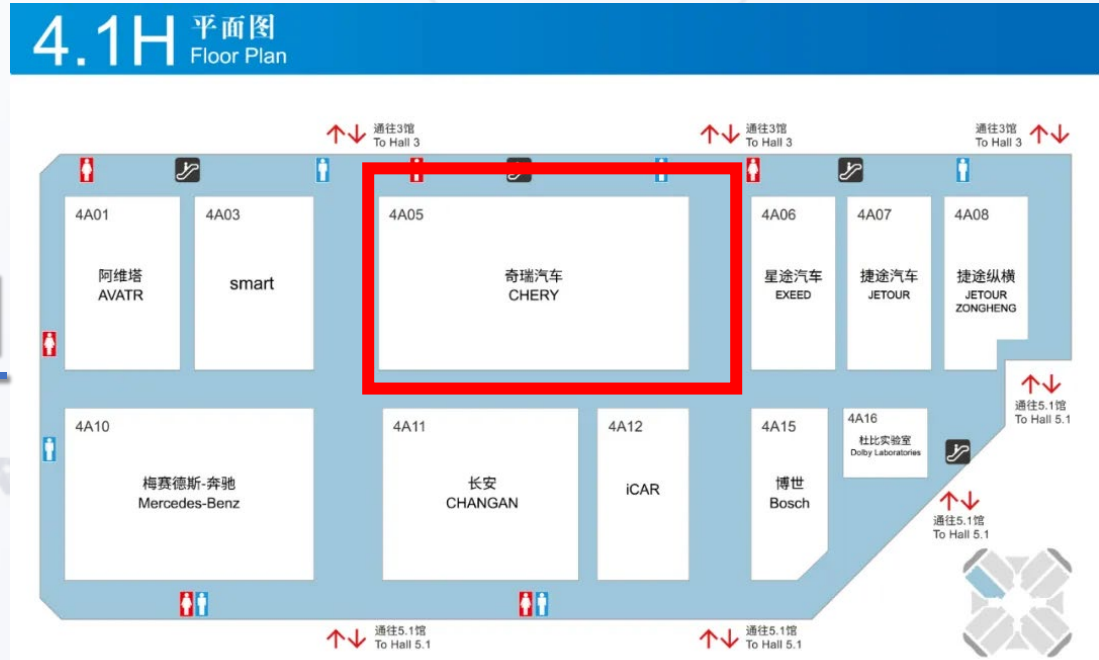 4.1H
平面图
Floor Plan
通往3馆
To Hall 3
通往3馆
To Hall 3
通往3馆
To Hall 3
4A01
阿维塔
AVATR
4A03
smart
4A05
奇瑞汽车
CHERY
4A06
星途汽车
EXEED
4A07
捷途汽车
JETOUR
4A08
捷途纵横
JETOUR
ZONGHENG
通往5.1馆
To Hall 5.1
4A10
梅赛德斯-奔驰
Mercedes-Benz
4A11
长安
CHANGAN
4A12
iCAR
4A15
博世
Bosch
4A16
杜比实验室
Dolby Laboratories
通往5.1馆
To Hall 5.1
通往5.1馆
To Hall 5.1
通往5.1馆
To Hall 5.1